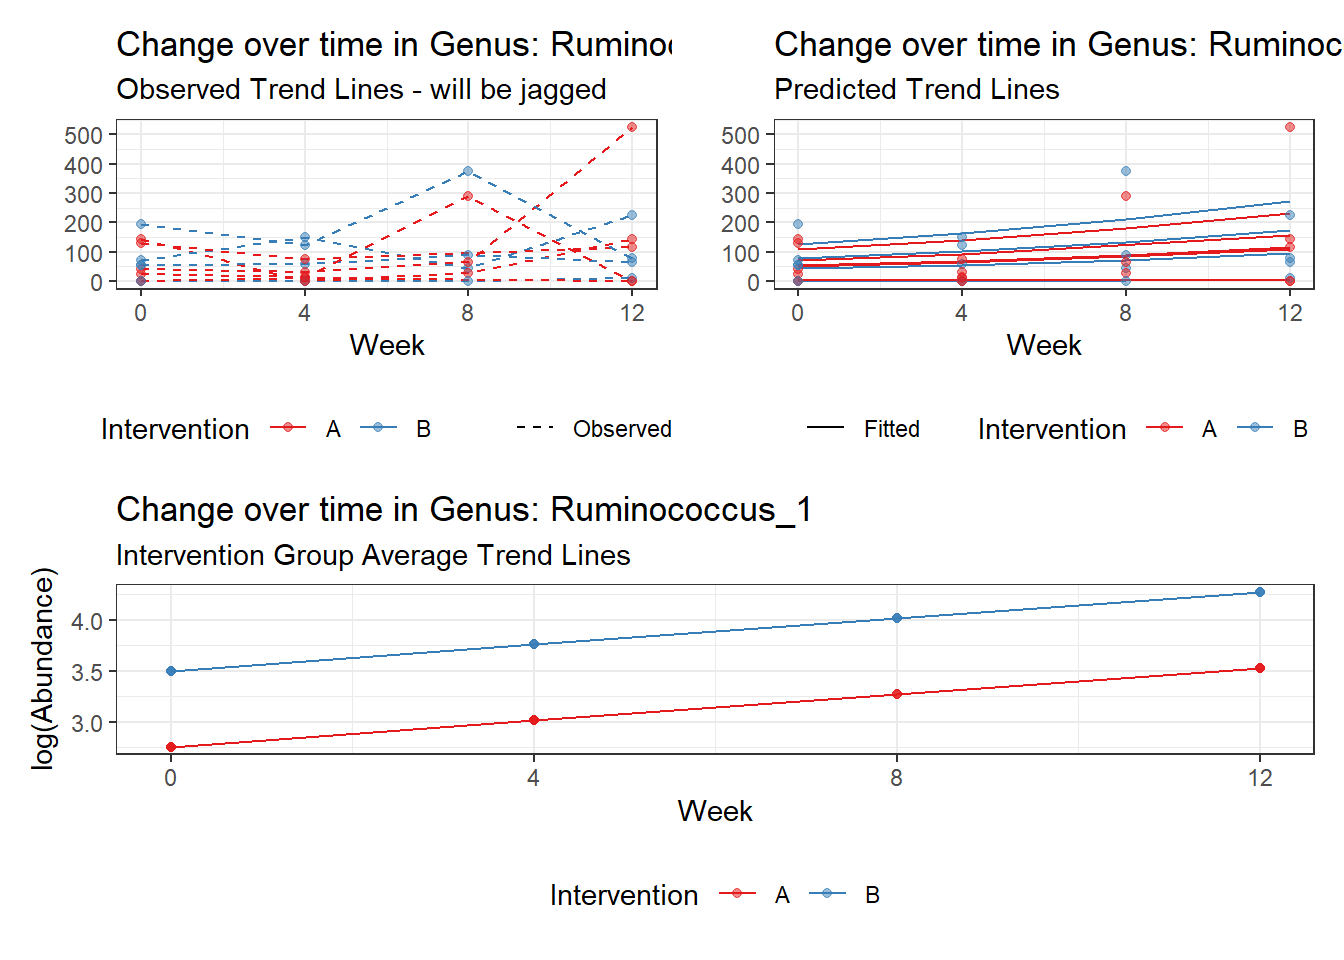 Change over time in Genus: Ruminoc
Observed Trend Lines - will be jagged
500
400
300
200
100
0
0 4 8 12
Week
Intervention A B Observed
Change over time in Genus: Ruminoc
Predicted Trend Lines
500
400
300
200
100
0
0 4 8 12
Week
Fitted Intervention A B
Change over time in Genus: Ruminococcus_1
Intervention Group Average Trend Lines
log(Abundance)
4.0
3.5
3.0
0 4 8 12
Week
Intervention A B